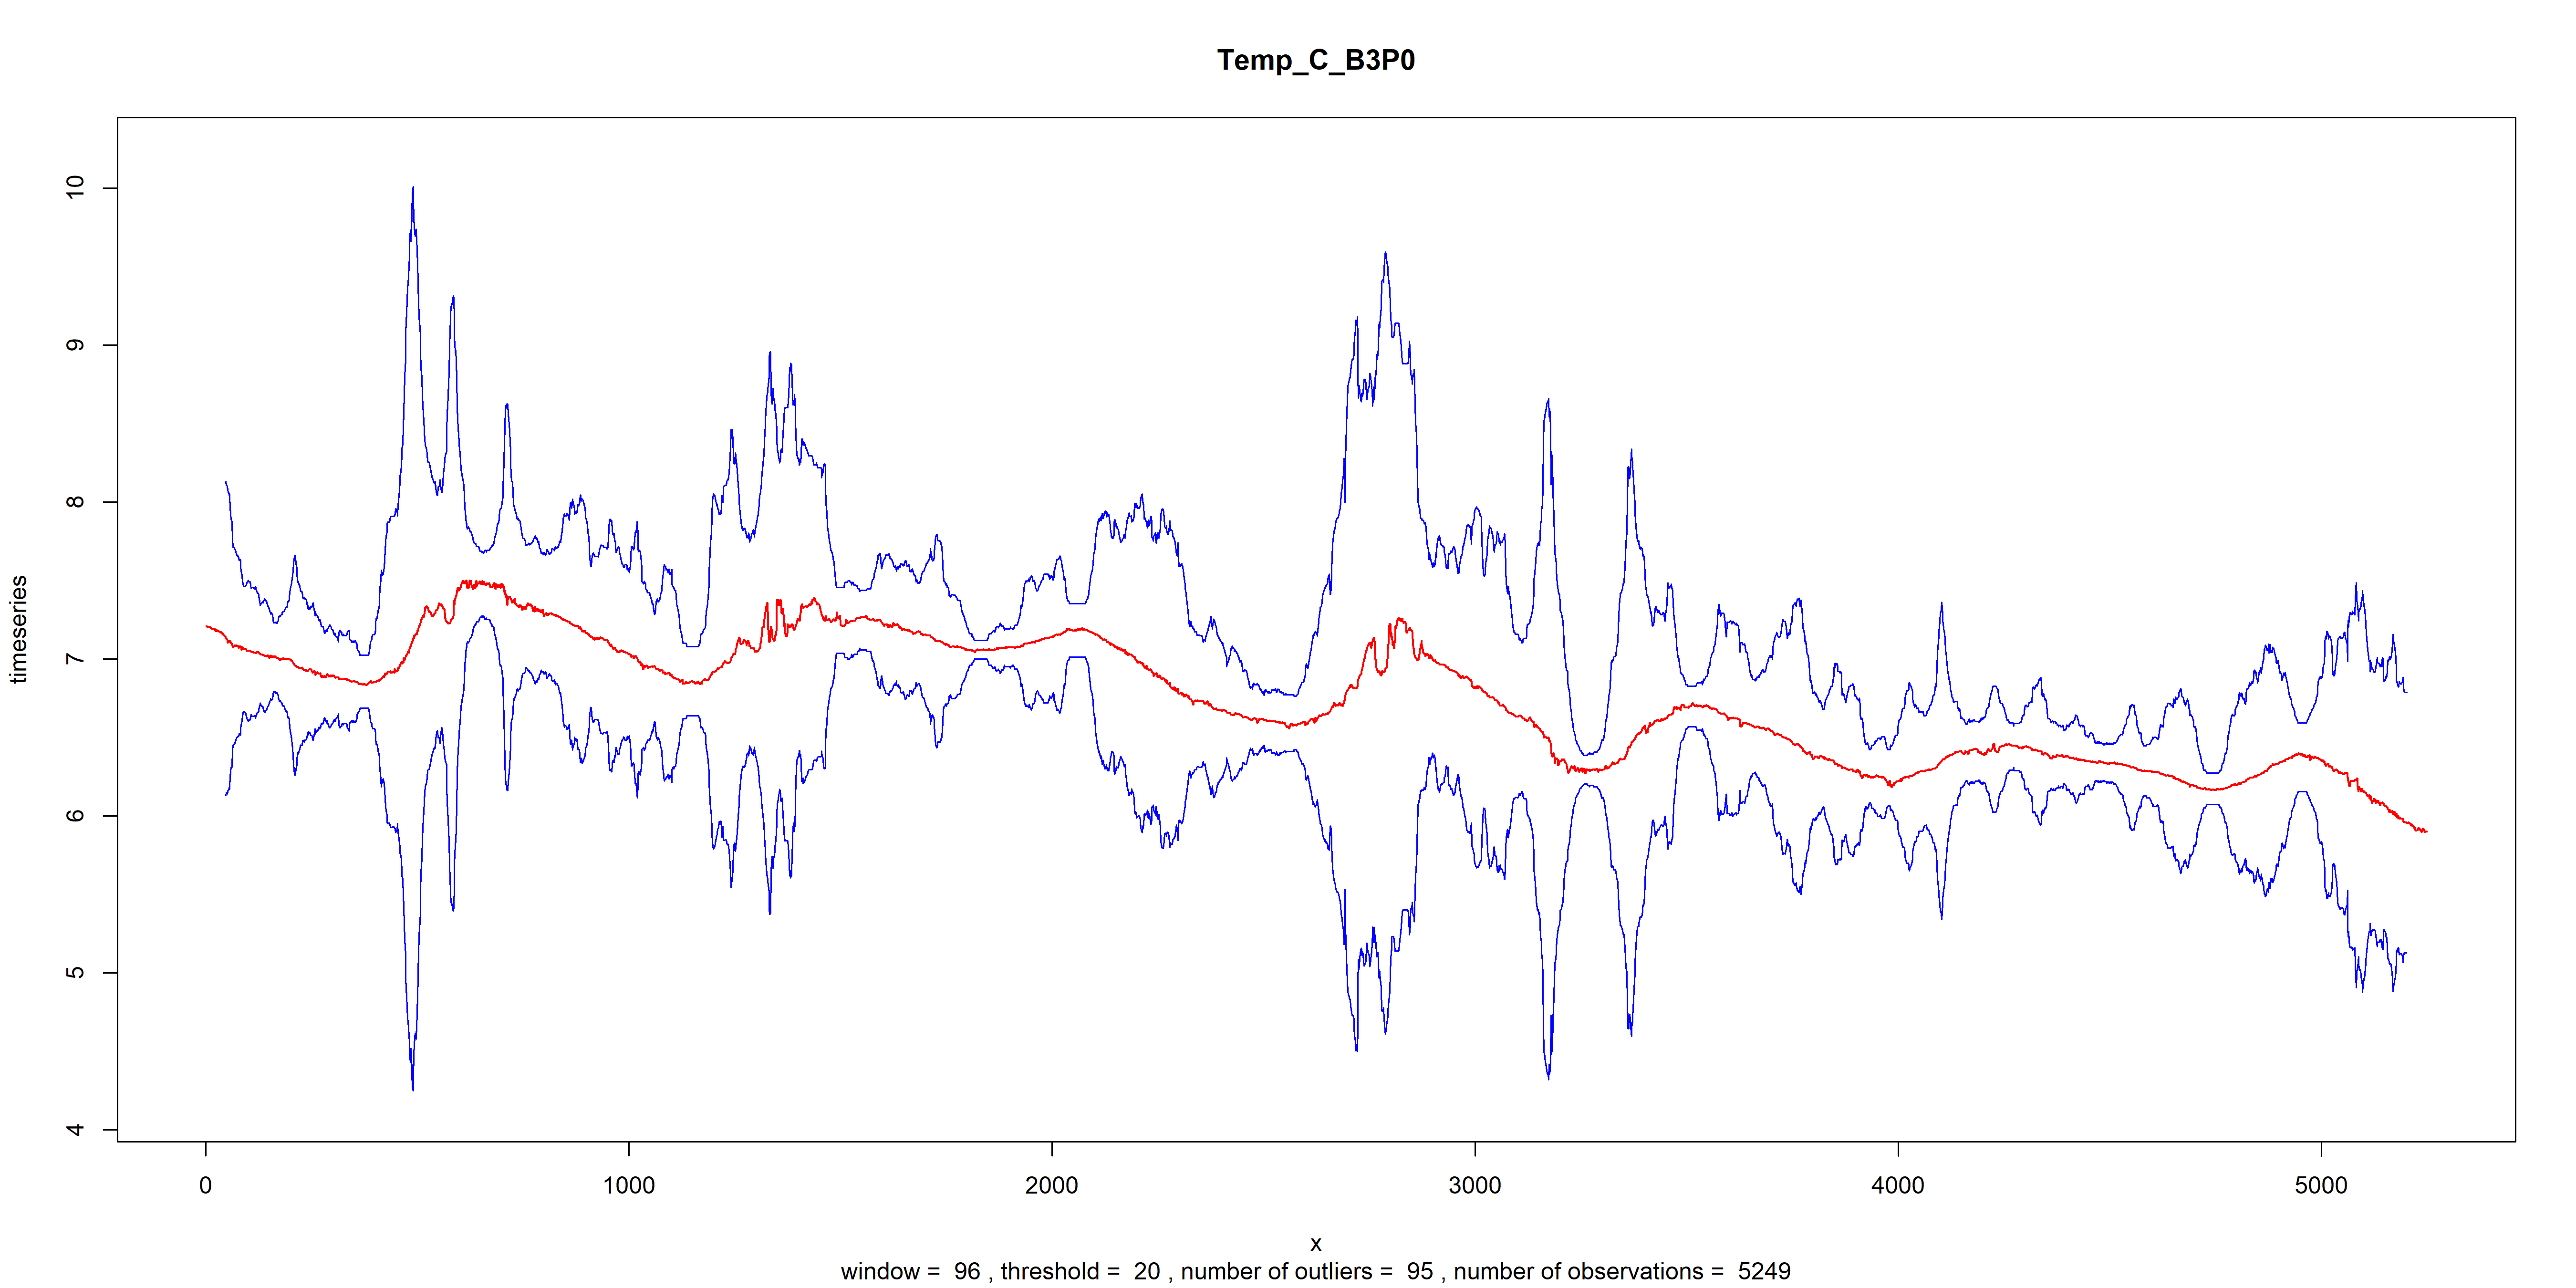 Temp_C_B3P0
10
9
8
7
6
5
4
timeseries
0 1000 2000 3000 4000 5000
x
window = 96 , threshold = 20 , number of outliers = 95 , number of observations = 5249